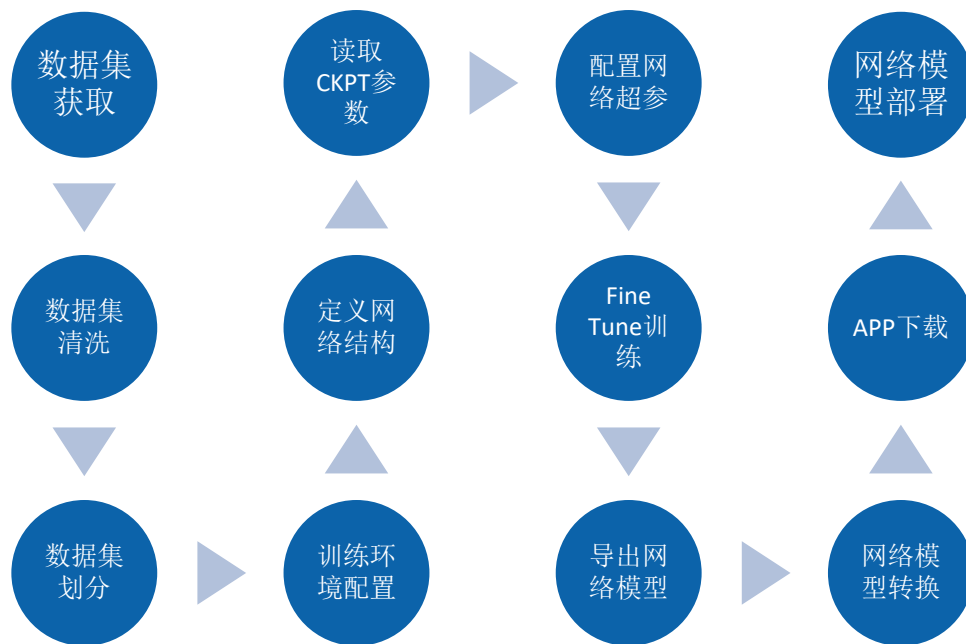 数据集
获取
数据集
清洗
数据集
划分
训练环
境配置
定义网
络结构
读取
CKPT参
数
配置网
络超参
Fine
Tune训
练
导出网
络模型
网络模
型转换
APP下载
网络模
型部署